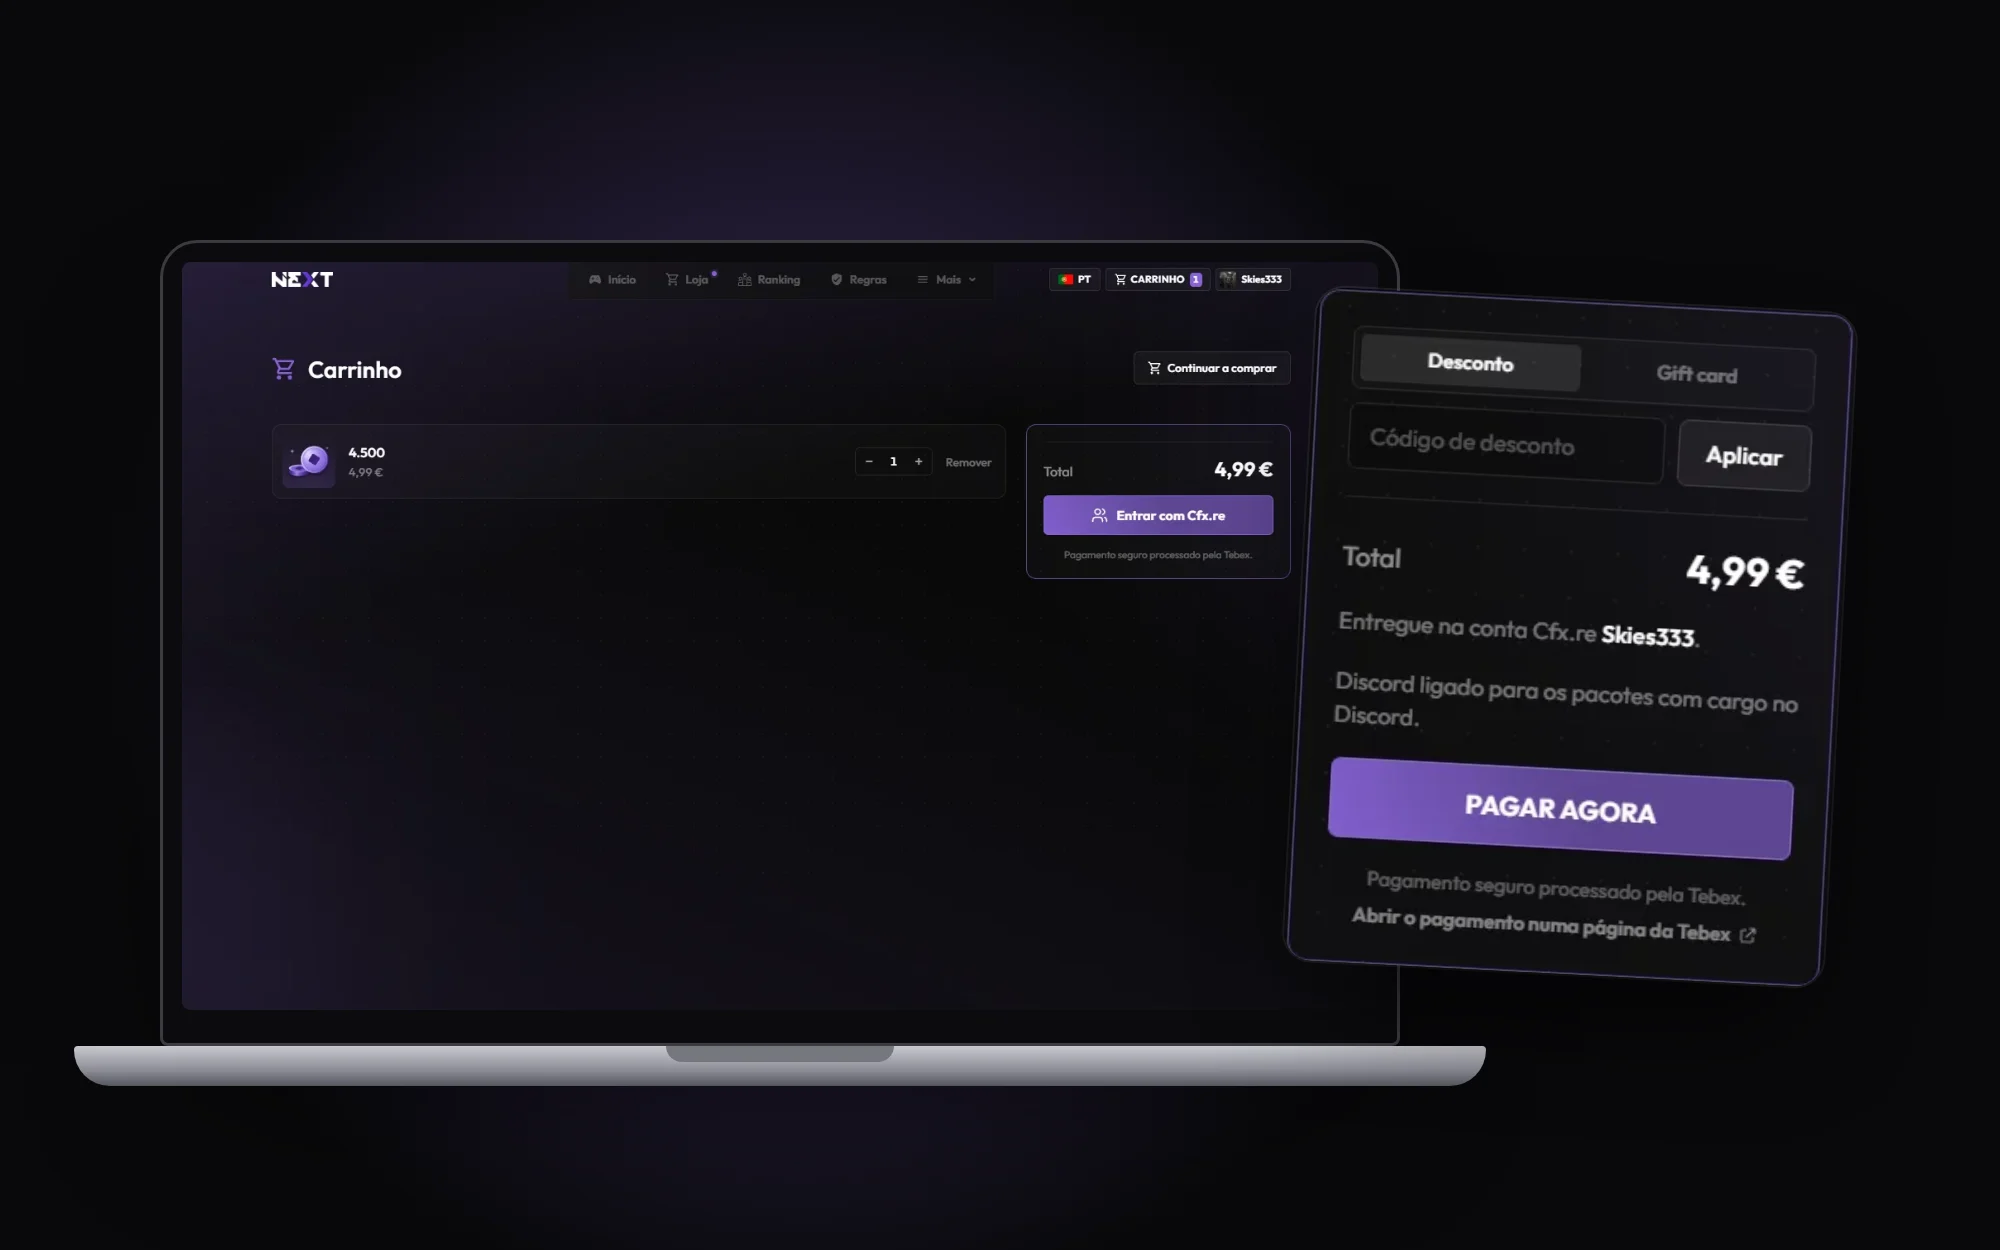 NEXT
Início
Loja
Ranking
Regras
Mais
PT
CARRINHO 1
Skies333
Carrinho
Continuar a comprar
4.500
4,99 €
− 1 +
Remover
Total
4,99 €
Entrar com Cfx.re
Pagamento seguro processado pela Tebex.
Desconto
Gift card
Código de desconto
Aplicar
Total
4,99 €
Entregue na conta Cfx.re Skies333.
Discord ligado para os pacotes com cargo no
Discord.
PAGAR AGORA
Pagamento seguro processado pela Tebex.
Abrir o pagamento numa página da Tebex